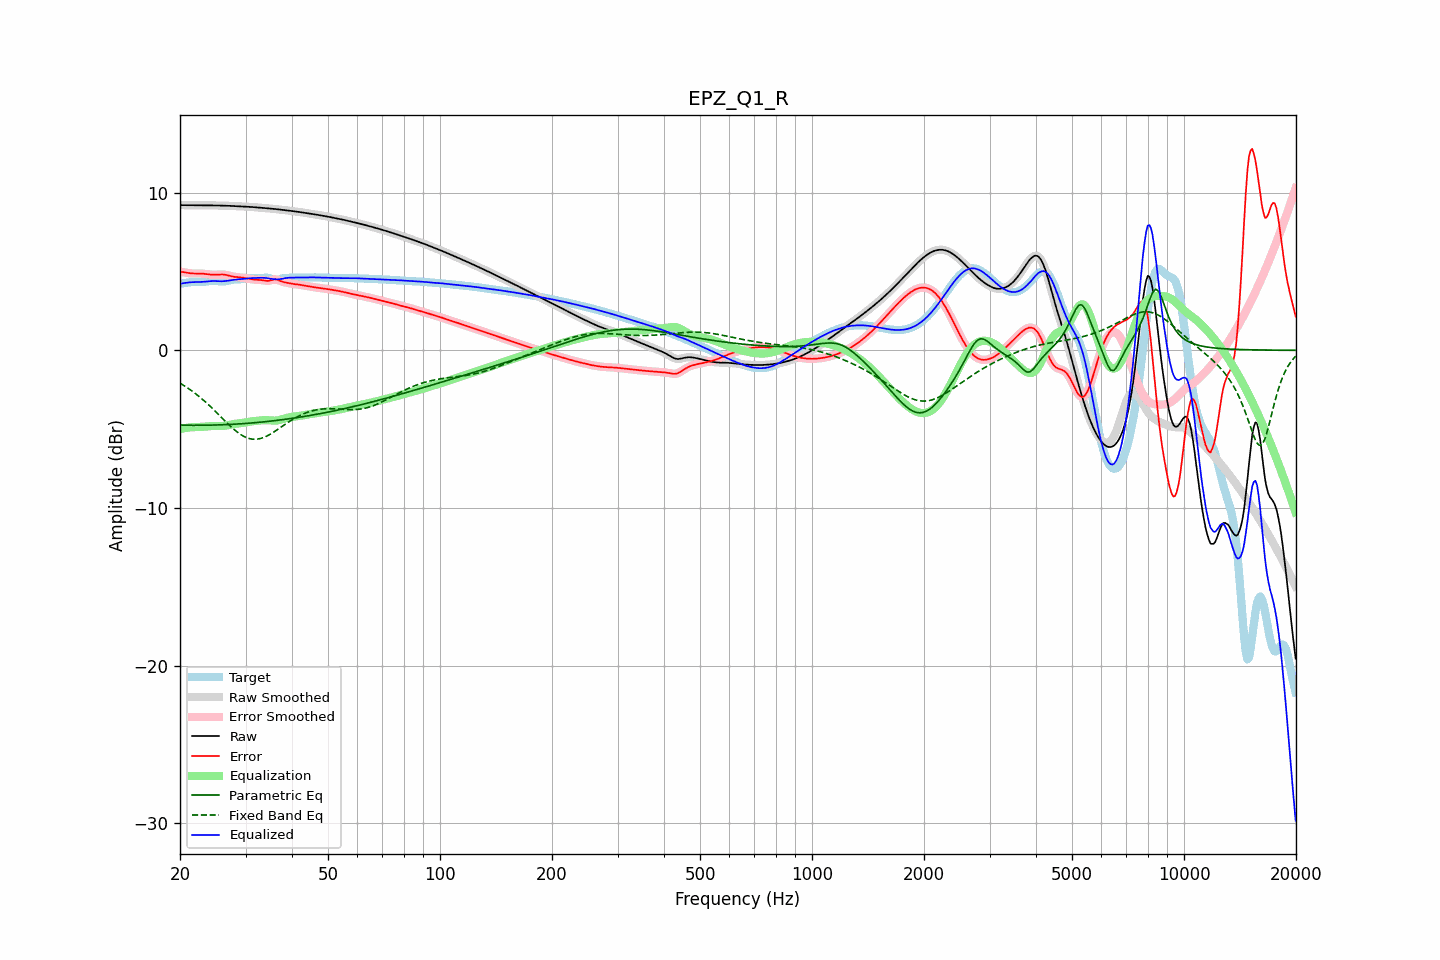 EPZ_Q1_R
Amplitude (dBr)
10
0
−10
−20
−30
Target
Raw Smoothed
Error Smoothed
Raw
Error
Equalization
Parametric Eq
Fixed Band Eq
Equalized
20 50 100 200 500 1000 2000 5000 10000 20000
Frequency (Hz)